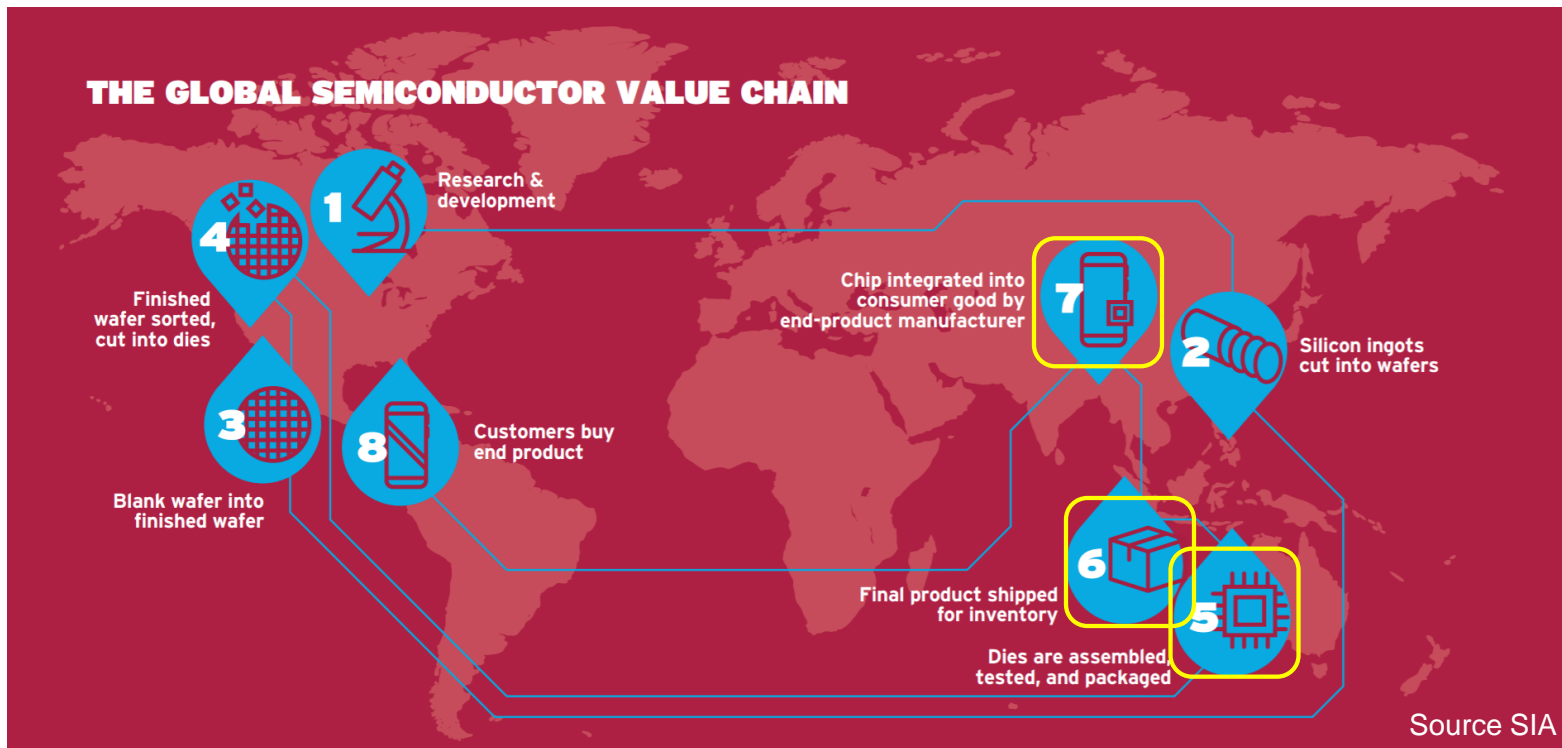 THE GLOBAL SEMICONDUCTOR VALUE CHAIN
1
Research &
development
4
Finished
wafer sorted,
cut into dies
3
Blank wafer into
finished wafer
8
Customers buy
end product
Chip integrated into
consumer good by
end-product manufacturer
7
2
Silicon ingots
cut into wafers
6
Final product shipped
for inventory
5
Dies are assembled,
tested, and packaged
Source SIA